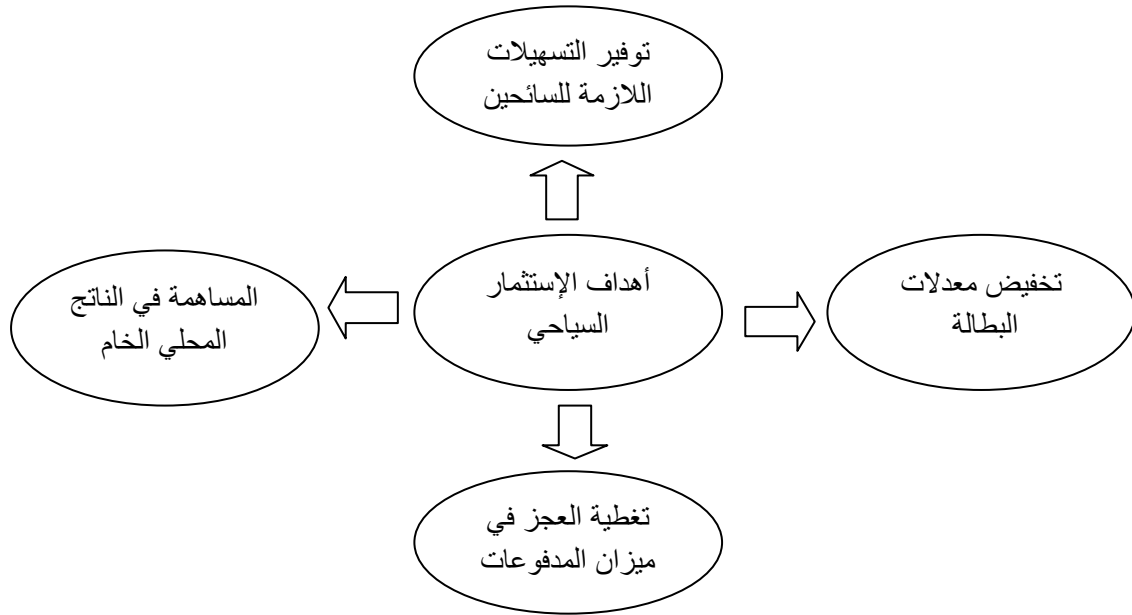 توفير التسهيلات
اللازمة للسائحين
تخفيض معدلات
البطالة
أهداف الإستثمار
السياحي
المساهمة في الناتج
المحلي الخام
تغطية العجز في
ميزان المدفوعات